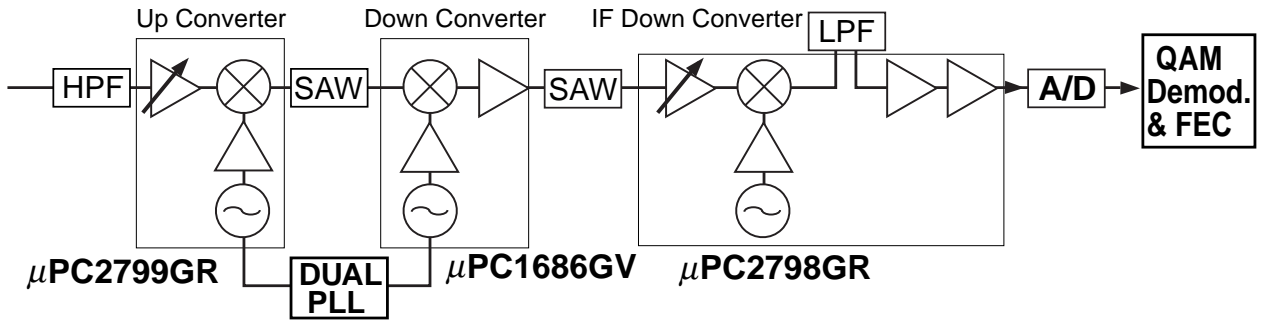 Up Converter
Down Converter
IF Down Converter
LPF
HPF
SAW
SAW
A/D
QAM
Demod.
& FEC
μPC2799GR
DUAL
PLL
μPC1686GV
μPC2798GR